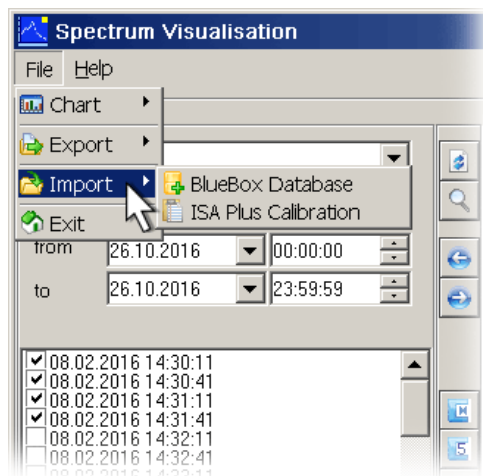 Spectrum Visualisation
File Help
Chart
Export
Import
BlueBox Database
ISA Plus Calibration
Exit
from 26.10.2016 00:00:00
to 26.10.2016 23:59:59
08.02.2016 14:30:11
08.02.2016 14:30:41
08.02.2016 14:31:11
08.02.2016 14:31:41
08.02.2016 14:32:11
08.02.2016 14:32:41
5